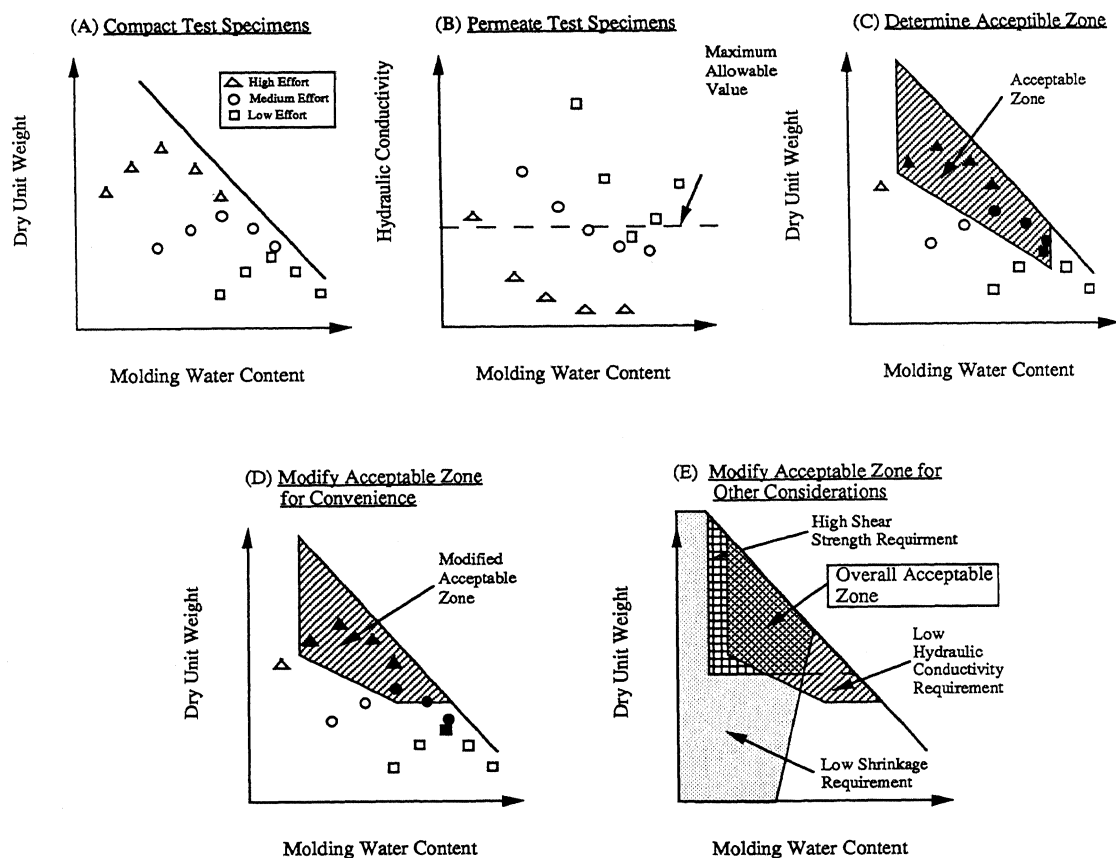 (A) Compact Test Specimens
High Effort
Medium Effort
Low Effort
Dry Unit Weight
Molding Water Content
(B) Permeate Test Specimens
Maximum
Allowable
Value
Hydraulic Conductivity
Molding Water Content
(C) Determine Acceptible Zone
Acceptable
Zone
Dry Unit Weight
Molding Water Content
(D) Modify Acceptable Zone
for Convenience
Modified
Acceptable
Zone
Dry Unit Weight
Molding Water Content
(E) Modify Acceptable Zone for
Other Considerations
High Shear
Strength Requirment
Overall Acceptable
Zone
Low
Hydraulic
Conductivity
Requirement
Low Shrinkage
Requirement
Dry Unit Weight
Molding Water Content